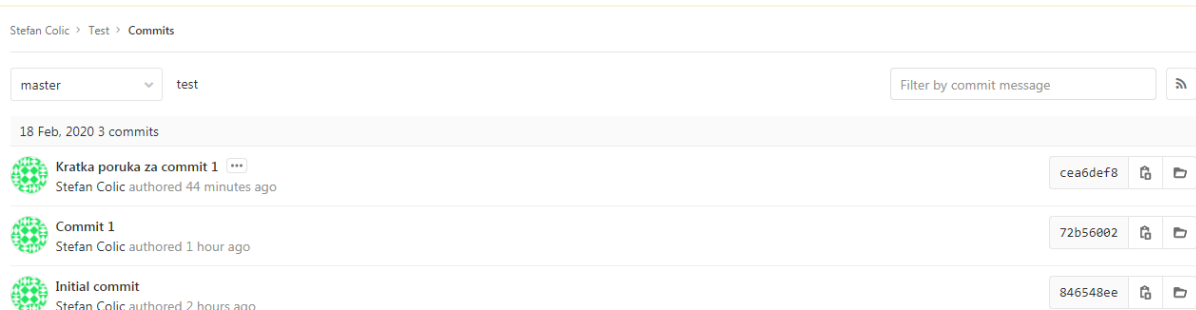 Stefan Colic > Test > Commits
master test Filter by commit message
18 Feb, 2020 3 commits
Kratka poruka za commit 1
Stefan Colic authored 44 minutes ago
cea6def8
Commit 1
Stefan Colic authored 1 hour ago
72b56002
Initial commit
Stefan Colic authored 2 hours ago
846548ee